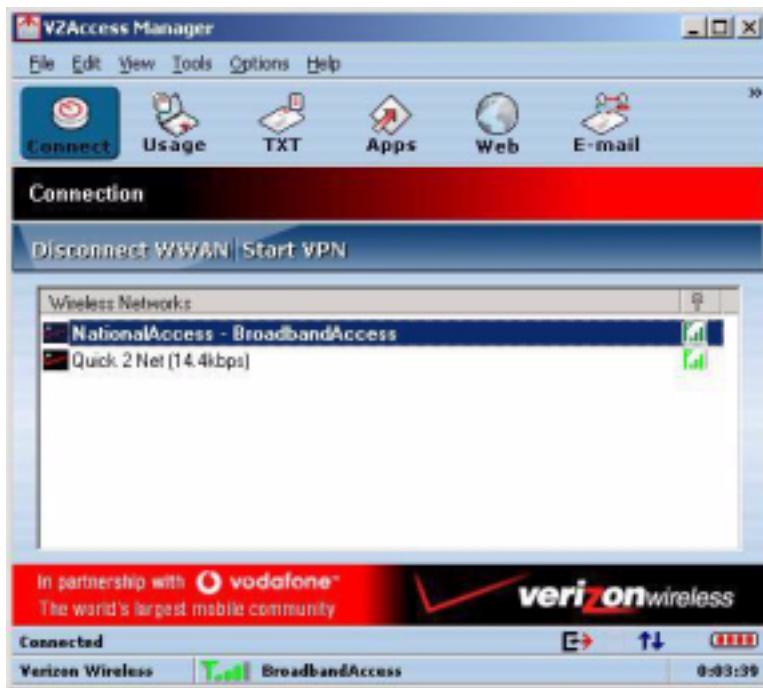 VZAccess Manager
File Edit View Tools Options Help
Connect Usage TXT Apps Web E-mail
Connection
Disconnect WWAN Start VPN
Wireless Networks
NationalAccess - BroadbandAccess
Quick 2 Net (14.4kbps)
In partnership with vodafone™
The world's largest mobile community
verizonwireless
Connected
Verizon Wireless BroadbandAccess 0:03:39